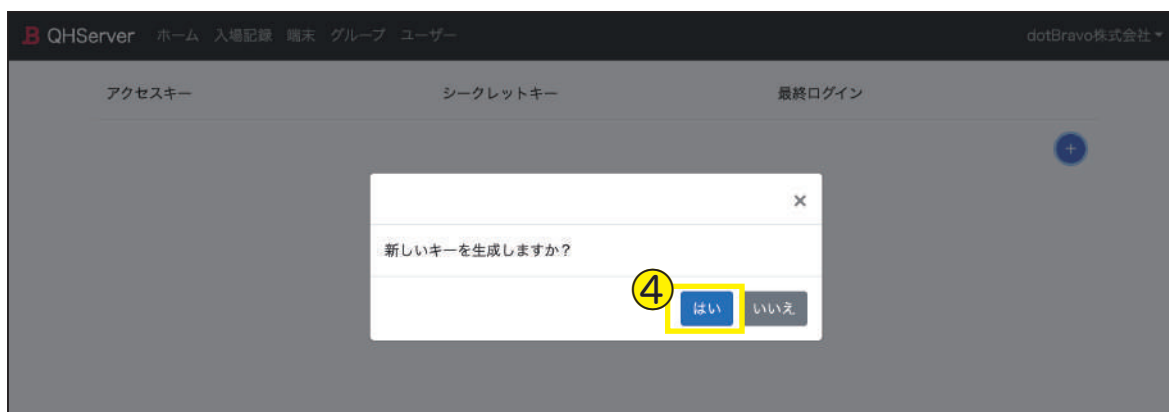 B QHServer ホーム 入場記録 端末 グループ ユーザー dotBravo株式会社
アクセスキー シークレットキー 最終ログイン
+
×
新しいキーを生成しますか？
④ はい いいえ